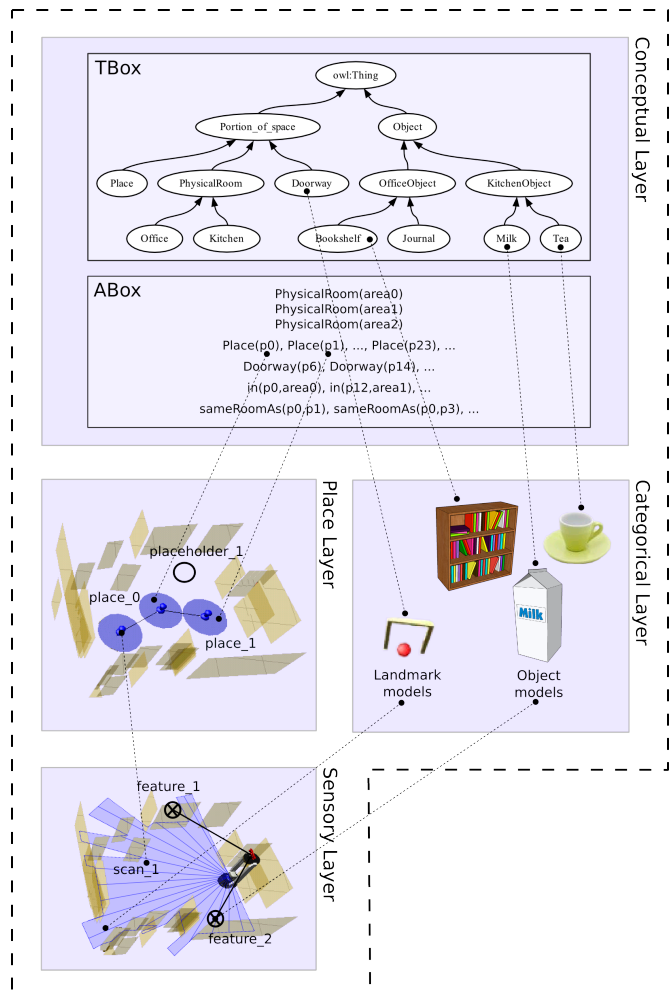 Conceptual Layer
TBox
owl:Thing
Portion_of_space
Object
Place
PhysicalRoom
Doorway
OfficeObject
KitchenObject
Office
Kitchen
Bookshelf
Journal
Milk
Tea
ABox
PhysicalRoom(area0)
PhysicalRoom(area1)
PhysicalRoom(area2)
Place(p0), Place(p1), ..., Place(p23), ...
Doorway(p6), Doorway(p14), ...
in(p0,area0), in(p12,area1), ...
sameRoomAs(p0,p1), sameRoomAs(p0,p3), ...
Place Layer
placeholder_1
place_0
place_1
Categorical Layer
Milk
Landmark
models
Object
models
Sensory Layer
feature_1
scan_1
feature_2